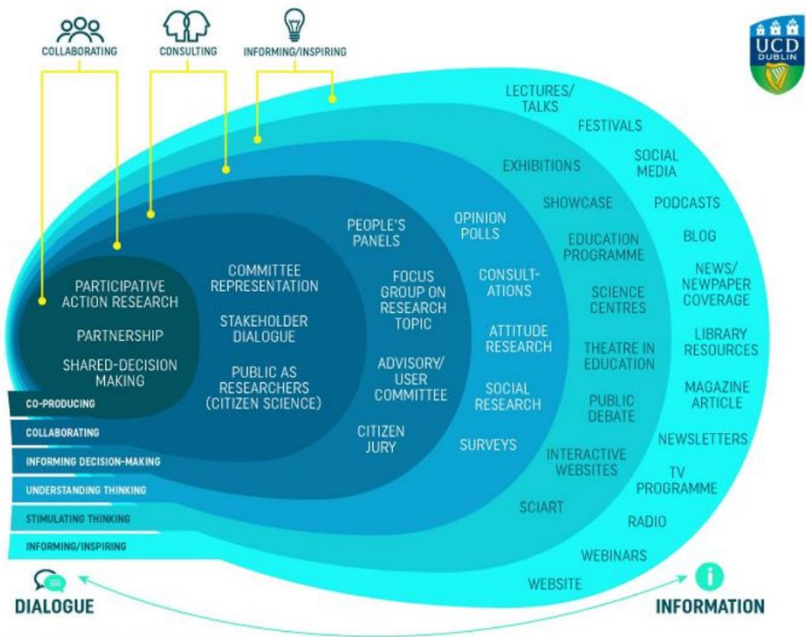 COLLABORATING
CONSULTING
INFORMING/INSPIRING
UCD
DUBLIN
PARTICIPATIVE
ACTION RESEARCH
PARTNERSHIP
SHARED-DECISION
MAKING
COMMITTEE
REPRESENTATION
STAKEHOLDER
DIALOGUE
PUBLIC AS
RESEARCHERS
(CITIZEN SCIENCE)
PEOPLE'S
PANELS
FOCUS
GROUP ON
RESEARCH
TOPIC
ADVISORY/
USER
COMMITTEE
CITIZEN
JURY
OPINION
POLLS
CONSULT-
ATIONS
ATTITUDE
RESEARCH
SOCIAL
RESEARCH
SURVEYS
EXHIBITIONS
SHOWCASE
EDUCATION
PROGRAMME
SCIENCE
CENTRES
THEATRE IN
EDUCATION
PUBLIC
DEBATE
INTERACTIVE
WEBSITES
SCIART
LECTURES/
TALKS
FESTIVALS
SOCIAL
MEDIA
PODCASTS
BLOG
NEWS/
NEWPAPER
COVERAGE
LIBRARY
RESOURCES
MAGAZINE
ARTICLE
NEWSLETTERS
TV
PROGRAMME
RADIO
WEBINARS
WEBSITE
CO-PRODUCING
COLLABORATING
INFORMING DECISION-MAKING
UNDERSTANDING THINKING
STIMULATING THINKING
INFORMING/INSPIRING
DIALOGUE
INFORMATION